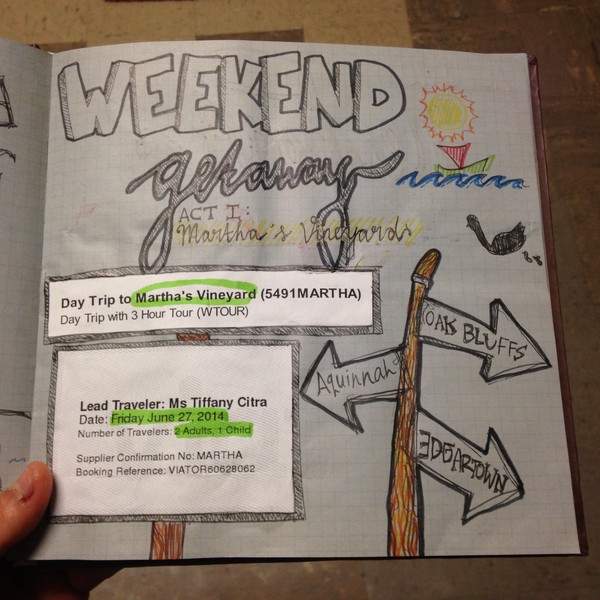 WEEKEND
getaway
ACT I:
Martha's Vineyards
Day Trip to Martha's Vineyard (5491MARTHA)
Day Trip with 3 Hour Tour (WTOUR)
OAK BLUFFS
Aquinnah
EDGARTOWN
Lead Traveler: Ms Tiffany Citra
Date: Friday June 27, 2014
Number of Travelers: 2 Adults, 1 Child
Supplier Confirmation No: MARTHA
Booking Reference: VIATOR60628062